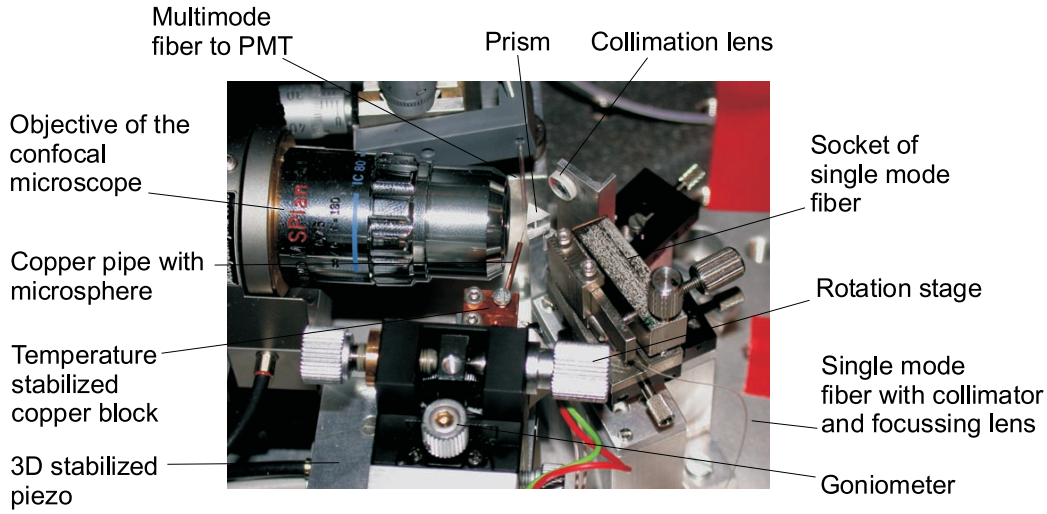 Multimode
fiber to PMT
Prism
Collimation lens
Objective of the
confocal
microscope
Socket of
single mode
fiber
Copper pipe with
microsphere
Rotation stage
Temperature
stabilized
copper block
Single mode
fiber with collimator
and focussing lens
3D stabilized
piezo
Goniometer
SPlan
IC 80